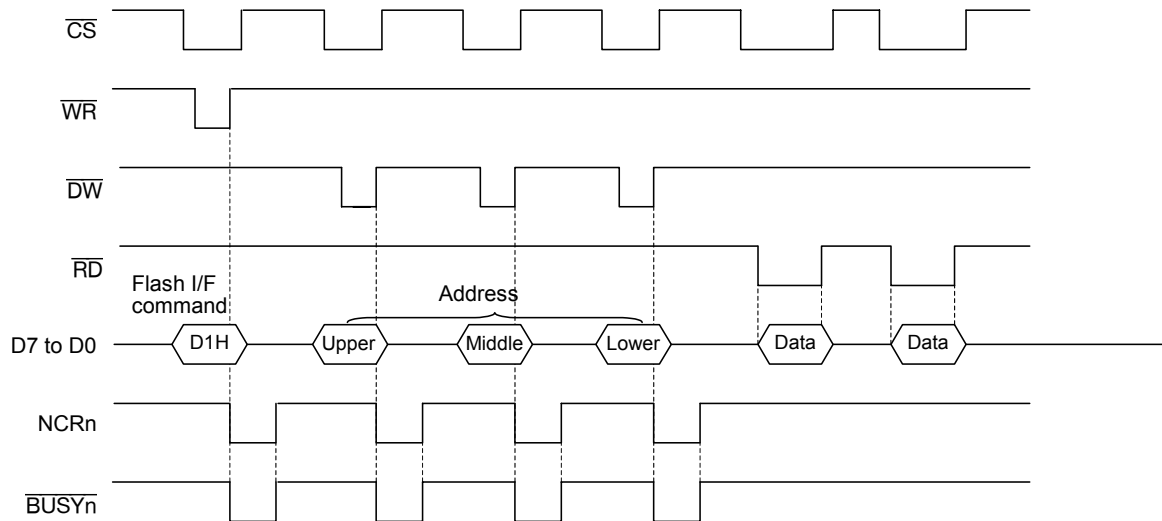 CS
WR
DW
RD
Flash I/F
command
Address
D7 to D0
D1H
Upper
Middle
Lower
Data
Data
NCRn
BUSYn